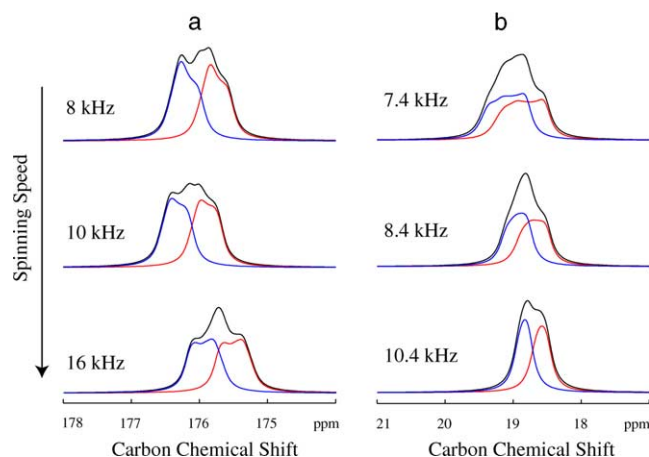 a
8 kHz
10 kHz
16 kHz
Spinning Speed
178 177 176 175 ppm
Carbon Chemical Shift
b
7.4 kHz
8.4 kHz
10.4 kHz
21 20 19 18 ppm
Carbon Chemical Shift